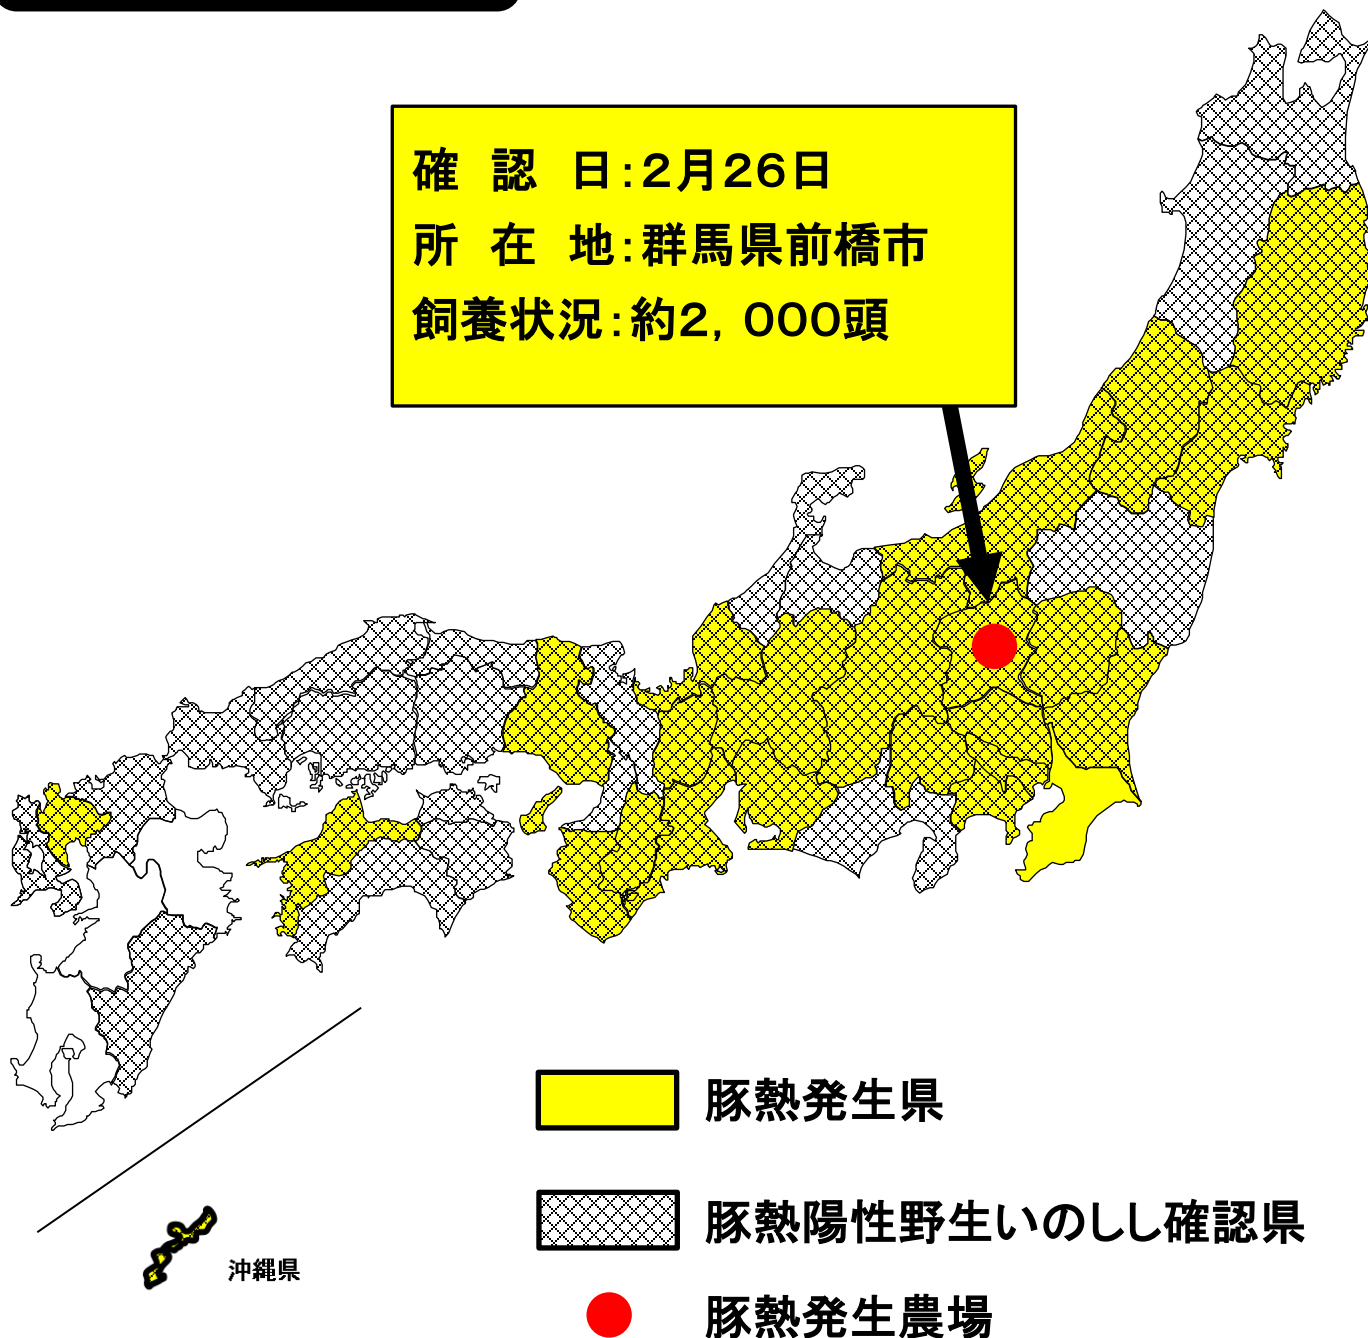 確　認　日：２月２６日
所　在　地：群馬県前橋市
飼養状況：約２，０００頭
豚熱発生県
豚熱陽性野生いのしし確認県
沖縄県
豚熱発生農場